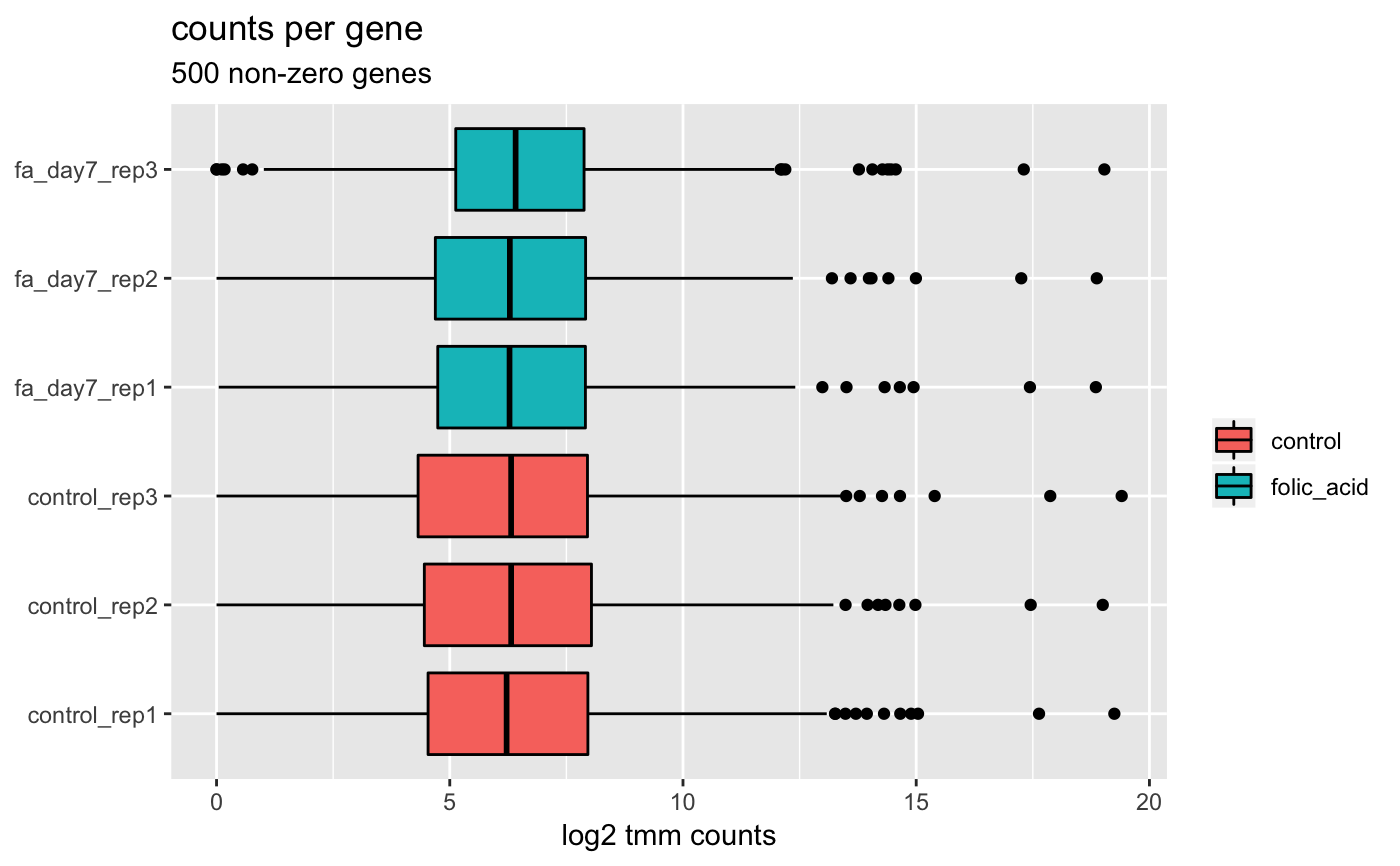 counts per gene
500 non-zero genes
fa_day7_rep3
fa_day7_rep2
fa_day7_rep1
control_rep3
control_rep2
control_rep1
control
folic_acid
0 5 10 15 20
log2 tmm counts